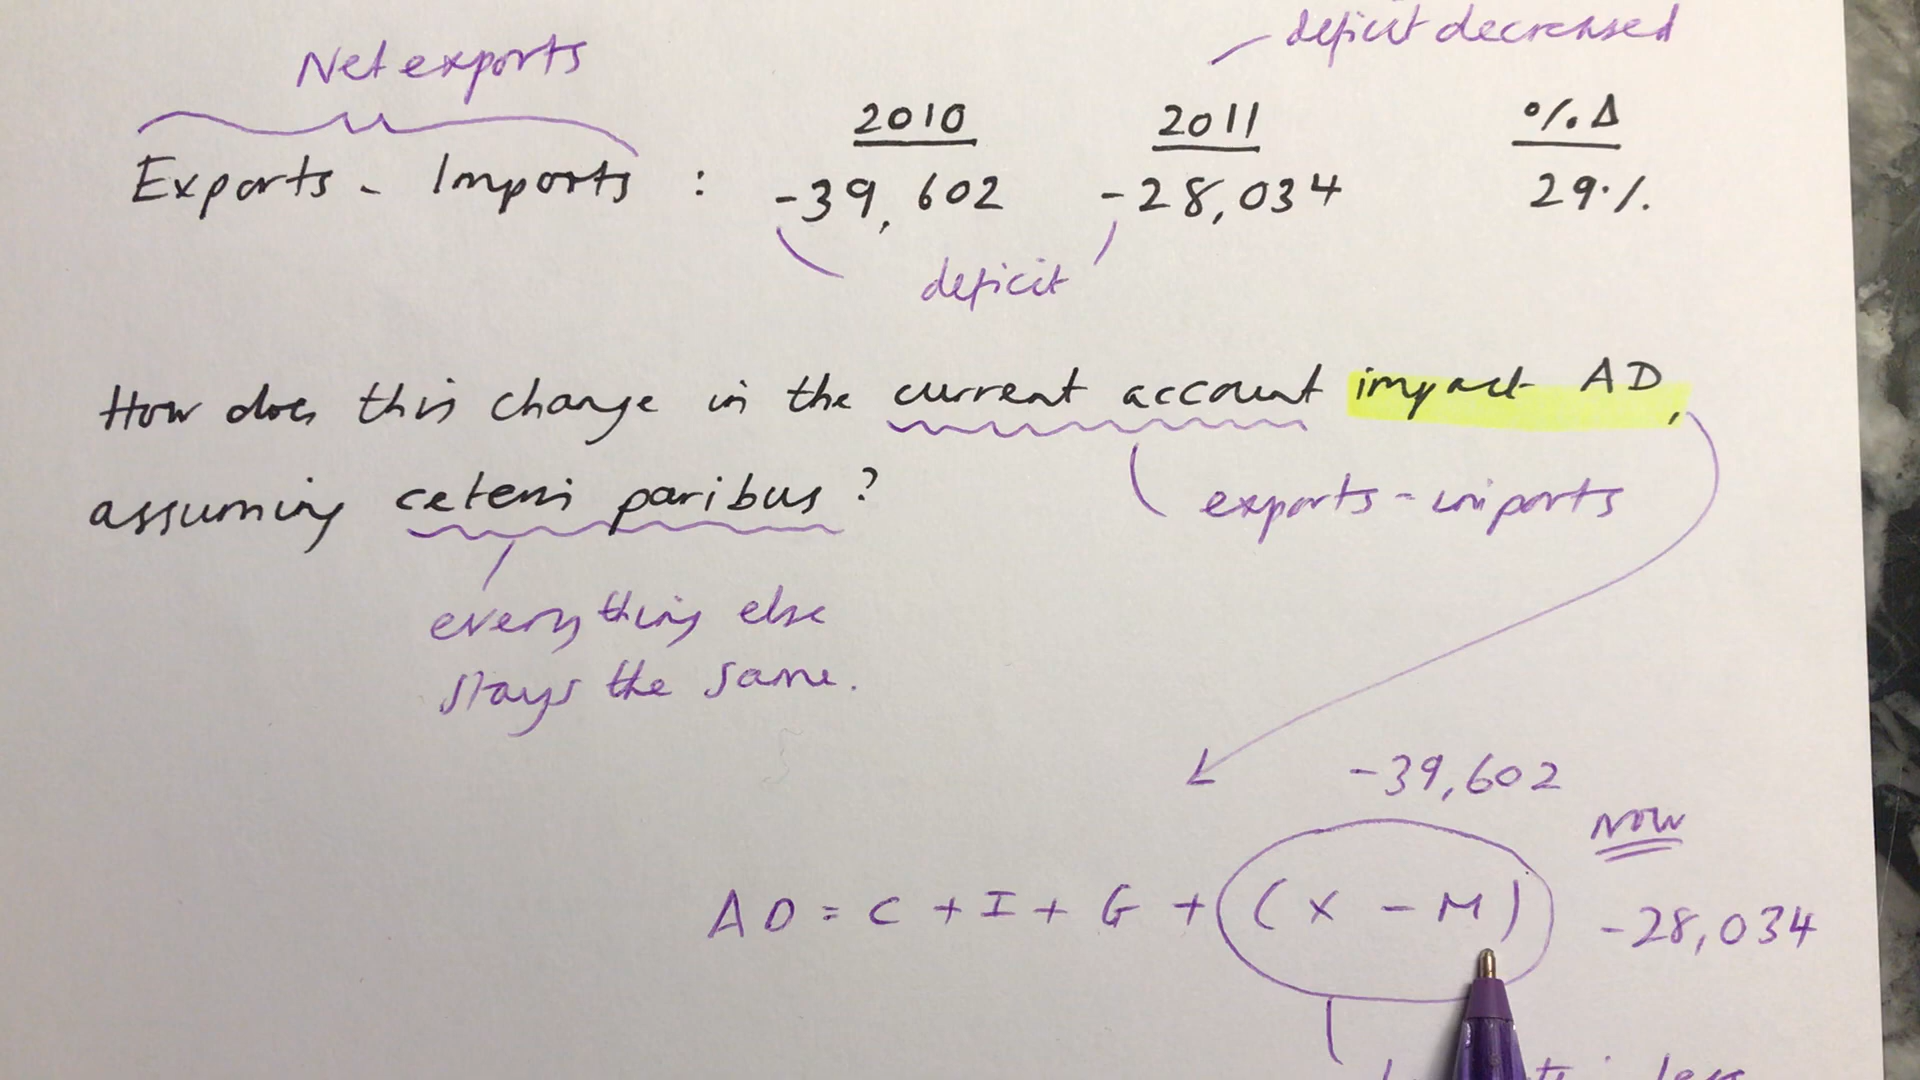 Net exports
deficit decreased
2010 2011 %Δ
Exports - Imports : -39,602 -28,034 29%
deficit
How does this change in the current account impact AD,
assuming ceteris paribus?
exports - imports
everything else
stays the same.
-39,602
NOW
AD = C + I + G + (X - M) -28,034